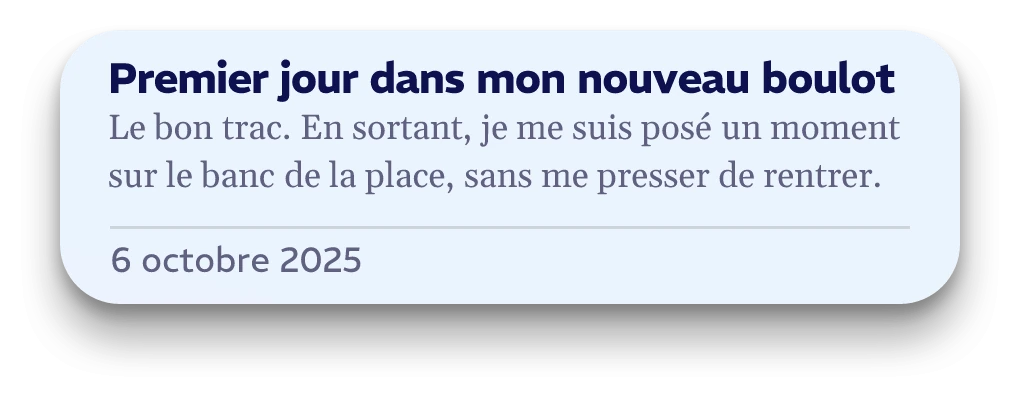 Premier jour dans mon nouveau boulot
Le bon trac. En sortant, je me suis posé un moment
sur le banc de la place, sans me presser de rentrer.
6 octobre 2025